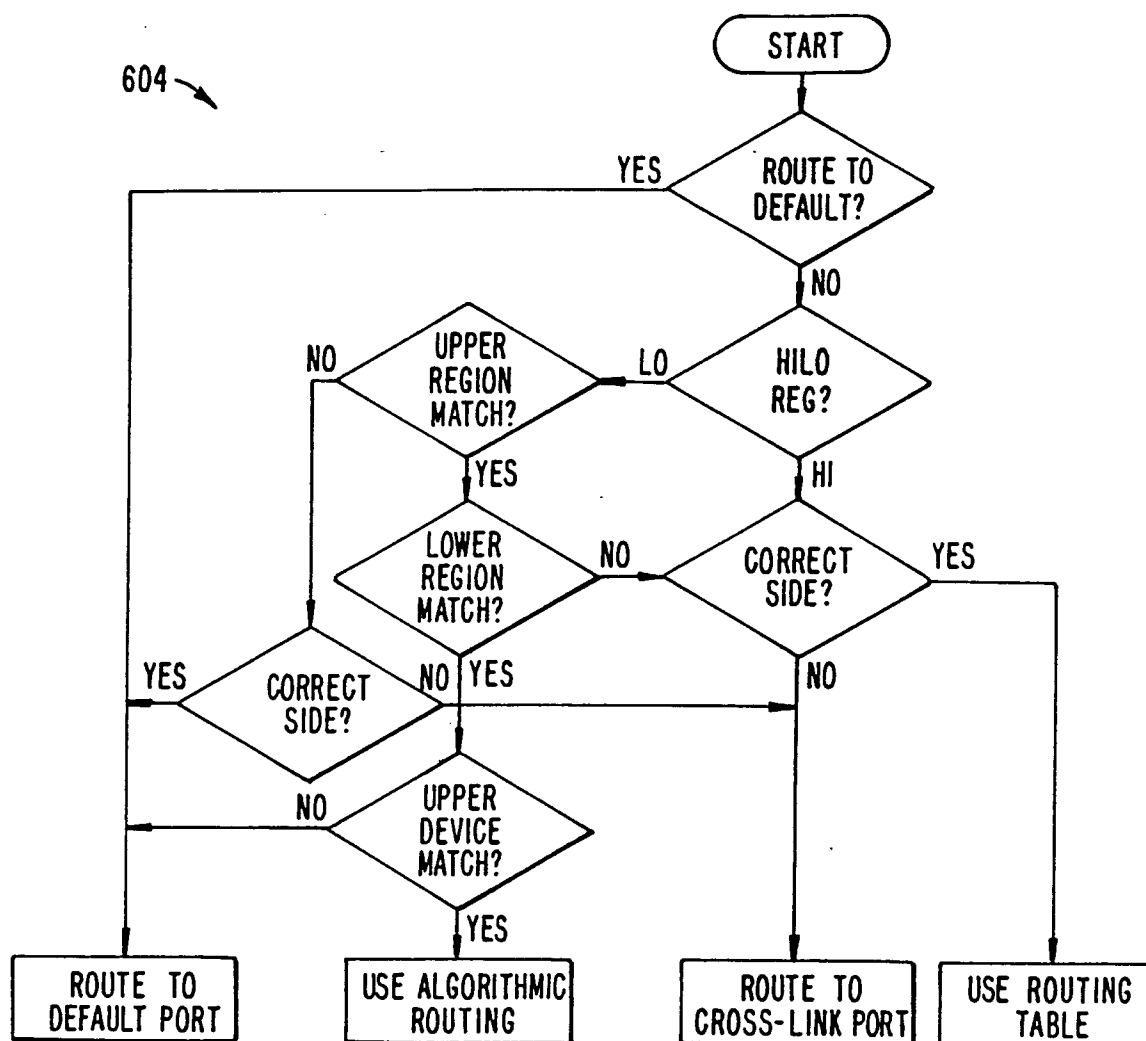 START
604
YES
ROUTE TO
DEFAULT?
NO
NO
UPPER
REGION
MATCH?
LO
HILO
REG?
YES
HI
LOWER
REGION
MATCH?
NO
CORRECT
SIDE?
YES
YES
CORRECT
SIDE?
NO
YES
NO
NO
UPPER
DEVICE
MATCH?
YES
ROUTE TO
DEFAULT PORT
USE ALGORITHMIC
ROUTING
ROUTE TO
CROSS-LINK PORT
USE ROUTING
TABLE